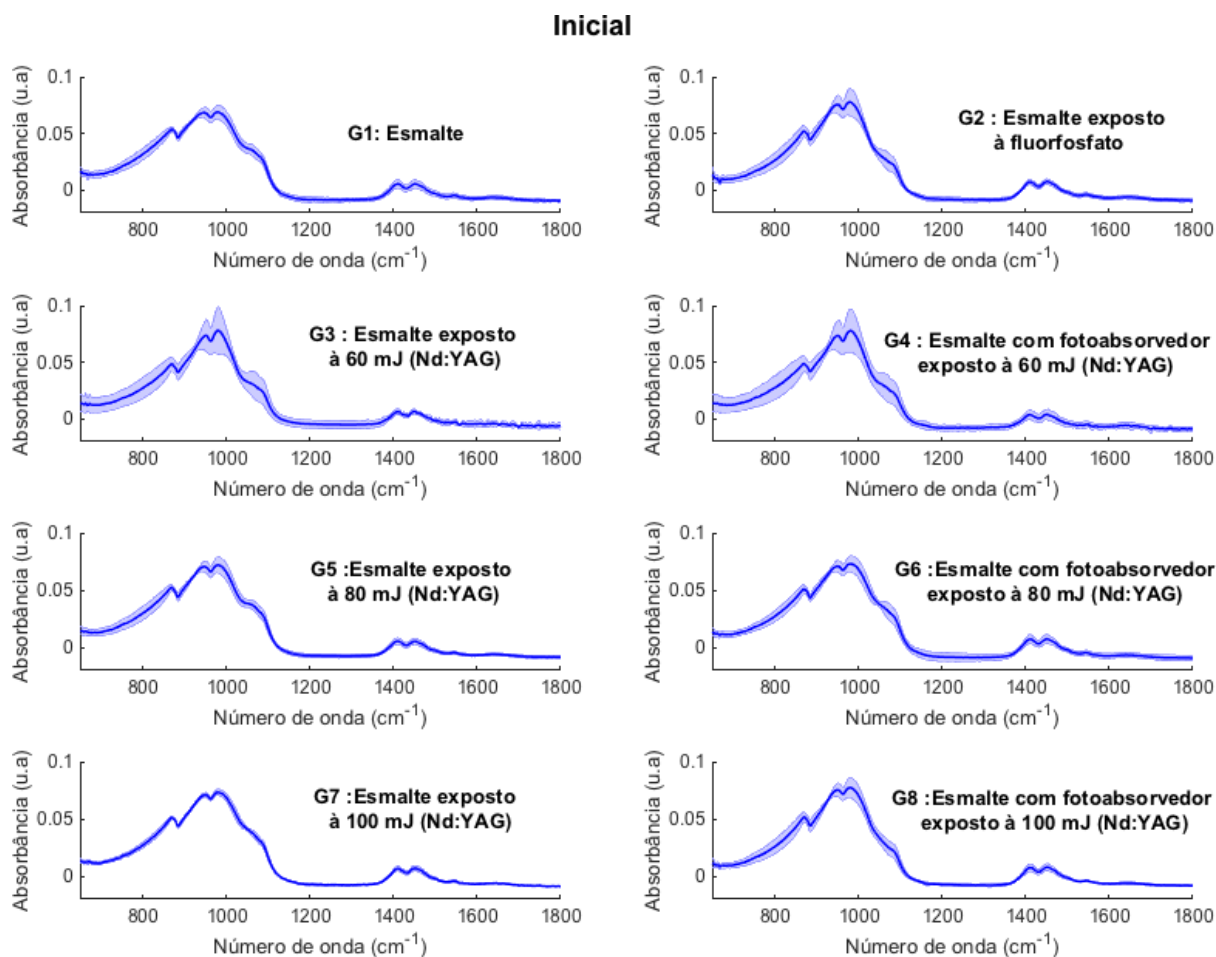 Inicial
Absorbância (u.a)
0.1
0.05
0
G1: Esmalte
800 1000 1200 1400 1600 1800
Número de onda (cm-1)
Absorbância (u.a)
0.1
0.05
0
G2 : Esmalte exposto
à fluorfosfato
800 1000 1200 1400 1600 1800
Número de onda (cm-1)
Absorbância (u.a)
0.1
0.05
0
G3 : Esmalte exposto
à 60 mJ (Nd:YAG)
800 1000 1200 1400 1600 1800
Número de onda (cm-1)
Absorbância (u.a)
0.1
0.05
0
G4 : Esmalte com fotoabsorvedor
exposto à 60 mJ (Nd:YAG)
800 1000 1200 1400 1600 1800
Número de onda (cm-1)
Absorbância (u.a)
0.1
0.05
0
G5 :Esmalte exposto
à 80 mJ (Nd:YAG)
800 1000 1200 1400 1600 1800
Número de onda (cm-1)
Absorbância (u.a)
0.1
0.05
0
G6 :Esmalte com fotoabsorvedor
exposto à 80 mJ (Nd:YAG)
800 1000 1200 1400 1600 1800
Número de onda (cm-1)
Absorbância (u.a)
0.1
0.05
0
G7 :Esmalte exposto
à 100 mJ (Nd:YAG)
800 1000 1200 1400 1600 1800
Número de onda (cm-1)
Absorbância (u.a)
0.1
0.05
0
G8 :Esmalte com fotoabsorvedor
exposto à 100 mJ (Nd:YAG)
800 1000 1200 1400 1600 1800
Número de onda (cm-1)